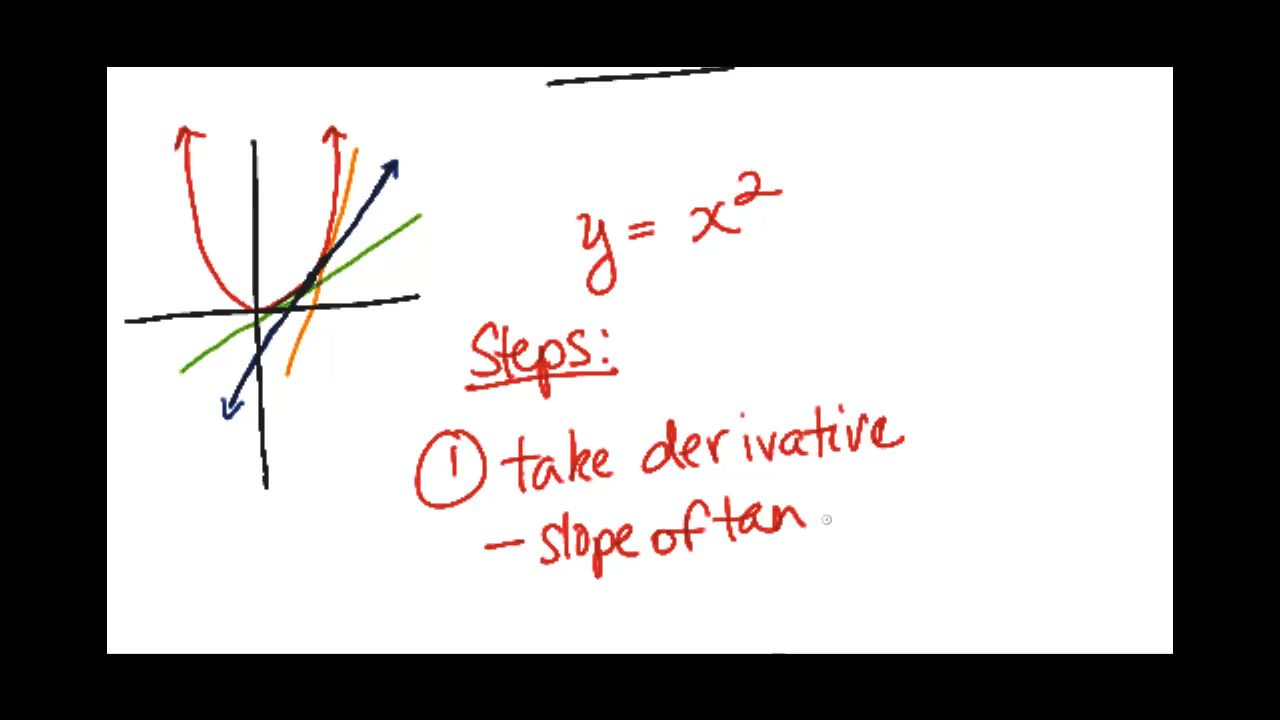 y = x²
Steps:
① take derivative
- slope of tan